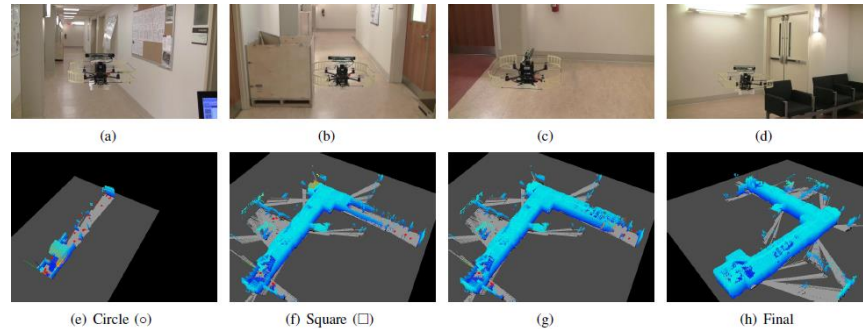 (a)
(b)
(c)
(d)
(e) Circle (○)
(f) Square (□)
(g)
(h) Final